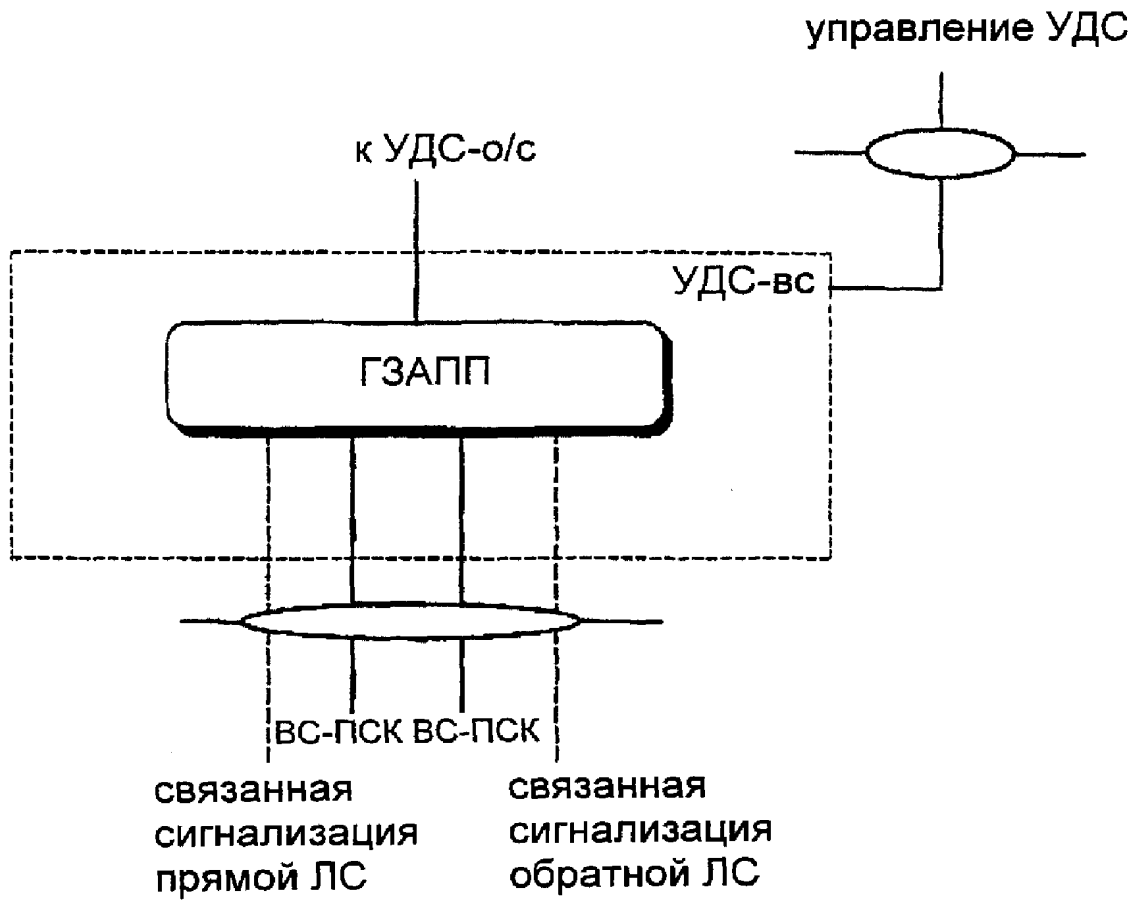 управление УДС
к УДС-о/с
УДС-вс
ГЗАПП
ВС-ПСК ВС-ПСК
связанная
сигнализация
прямой ЛС
связанная
сигнализация
обратной ЛС